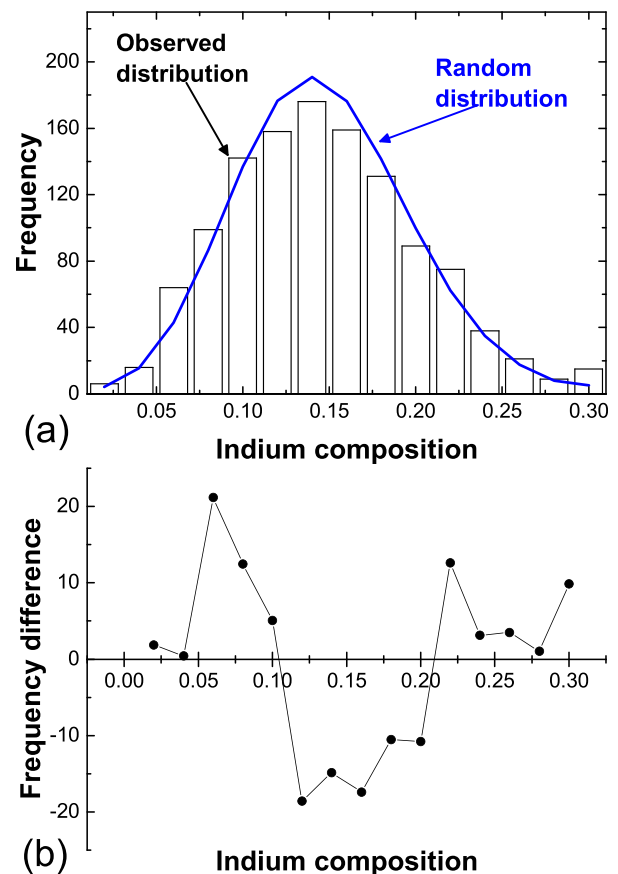 Observed
distribution
Random
distribution
Frequency
220
160
100
80
40
0
0.05
0.10
0.15
0.20
0.25
0.30
Indium composition
(a)
Frequency difference
20
10
0
-10
-20
0.00
0.05
0.10
0.15
0.20
0.25
0.30
Indium composition
(b)